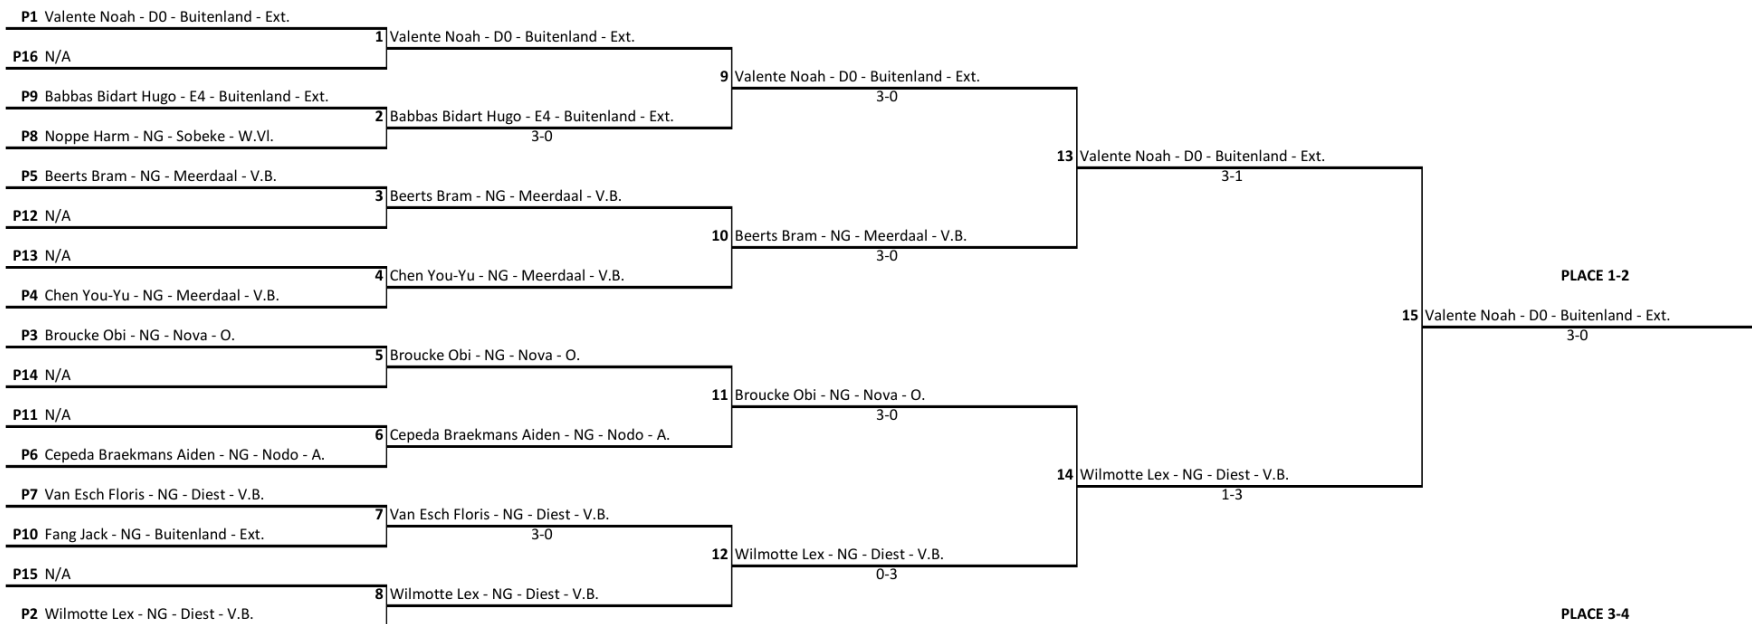 P1 Valente Noah - D0 - Buitenland - Ext.
1 Valente Noah - D0 - Buitenland - Ext.
P16 N/A
9 Valente Noah - D0 - Buitenland - Ext.
3-0
P9 Babbas Bidart Hugo - E4 - Buitenland - Ext.
2 Babbas Bidart Hugo - E4 - Buitenland - Ext.
3-0
P8 Noppe Harm - NG - Sobeke - W.Vl.
13 Valente Noah - D0 - Buitenland - Ext.
3-1
P5 Beerts Bram - NG - Meerdaal - V.B.
3 Beerts Bram - NG - Meerdaal - V.B.
P12 N/A
10 Beerts Bram - NG - Meerdaal - V.B.
3-0
P13 N/A
4 Chen You-Yu - NG - Meerdaal - V.B.
PLACE 1-2
P4 Chen You-Yu - NG - Meerdaal - V.B.
15 Valente Noah - D0 - Buitenland - Ext.
3-0
P3 Broucke Obi - NG - Nova - O.
5 Broucke Obi - NG - Nova - O.
P14 N/A
11 Broucke Obi - NG - Nova - O.
3-0
P11 N/A
6 Cepeda Braekmans Aiden - NG - Nodo - A.
P6 Cepeda Braekmans Aiden - NG - Nodo - A.
14 Wilmotte Lex - NG - Diest - V.B.
1-3
P7 Van Esch Floris - NG - Diest - V.B.
7 Van Esch Floris - NG - Diest - V.B.
3-0
P10 Fang Jack - NG - Buitenland - Ext.
12 Wilmotte Lex - NG - Diest - V.B.
0-3
P15 N/A
8 Wilmotte Lex - NG - Diest - V.B.
P2 Wilmotte Lex - NG - Diest - V.B.
PLACE 3-4